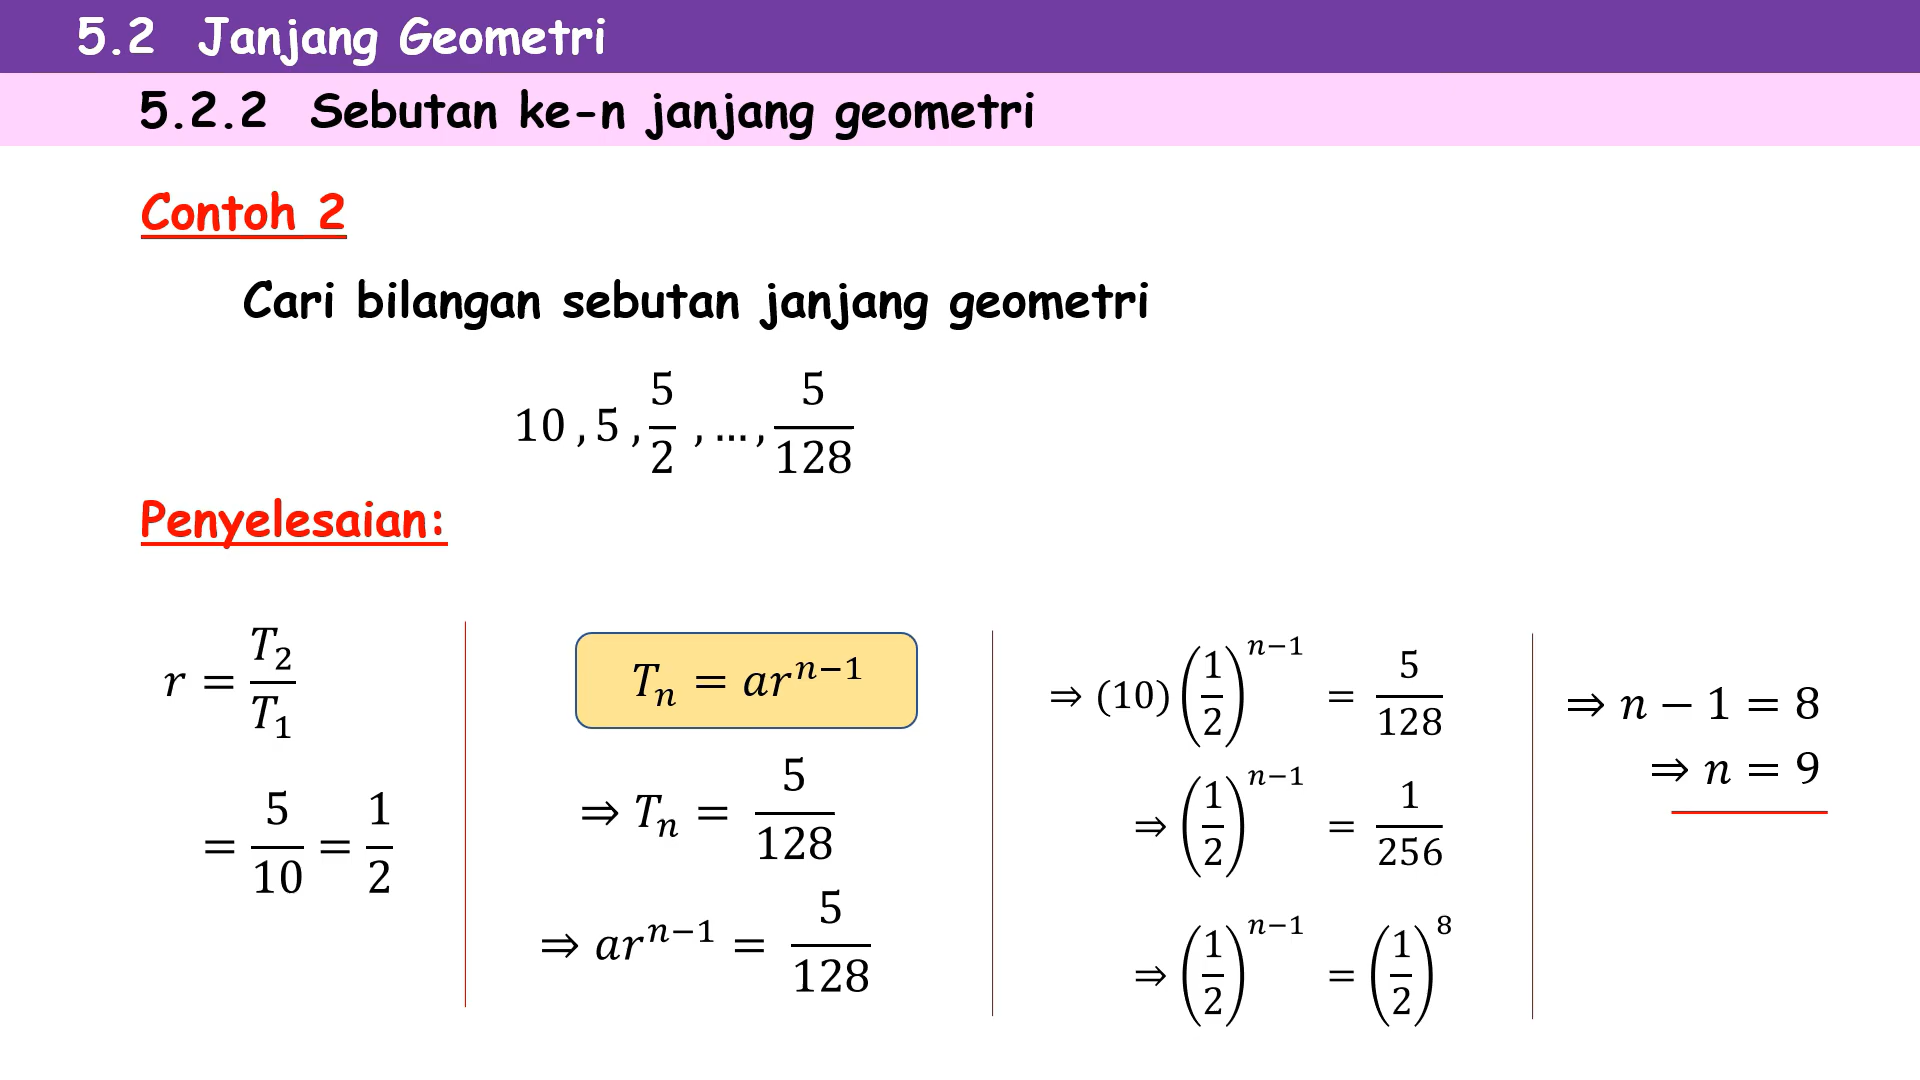 5.2 Janjang Geometri
5.2.2 Sebutan ke-n janjang geometri
Contoh 2
Cari bilangan sebutan janjang geometri
10 , 5 , 5/2 , … , 5/128
Penyelesaian:
r = T₂/T₁
= 5/10 = 1/2
Tₙ = arⁿ⁻¹
⇒ Tₙ = 5/128
⇒ arⁿ⁻¹ = 5/128
⇒ (10)(1/2)ⁿ⁻¹ = 5/128
⇒ (1/2)ⁿ⁻¹ = 1/256
⇒ (1/2)ⁿ⁻¹ = (1/2)⁸
⇒ n − 1 = 8
⇒ n = 9